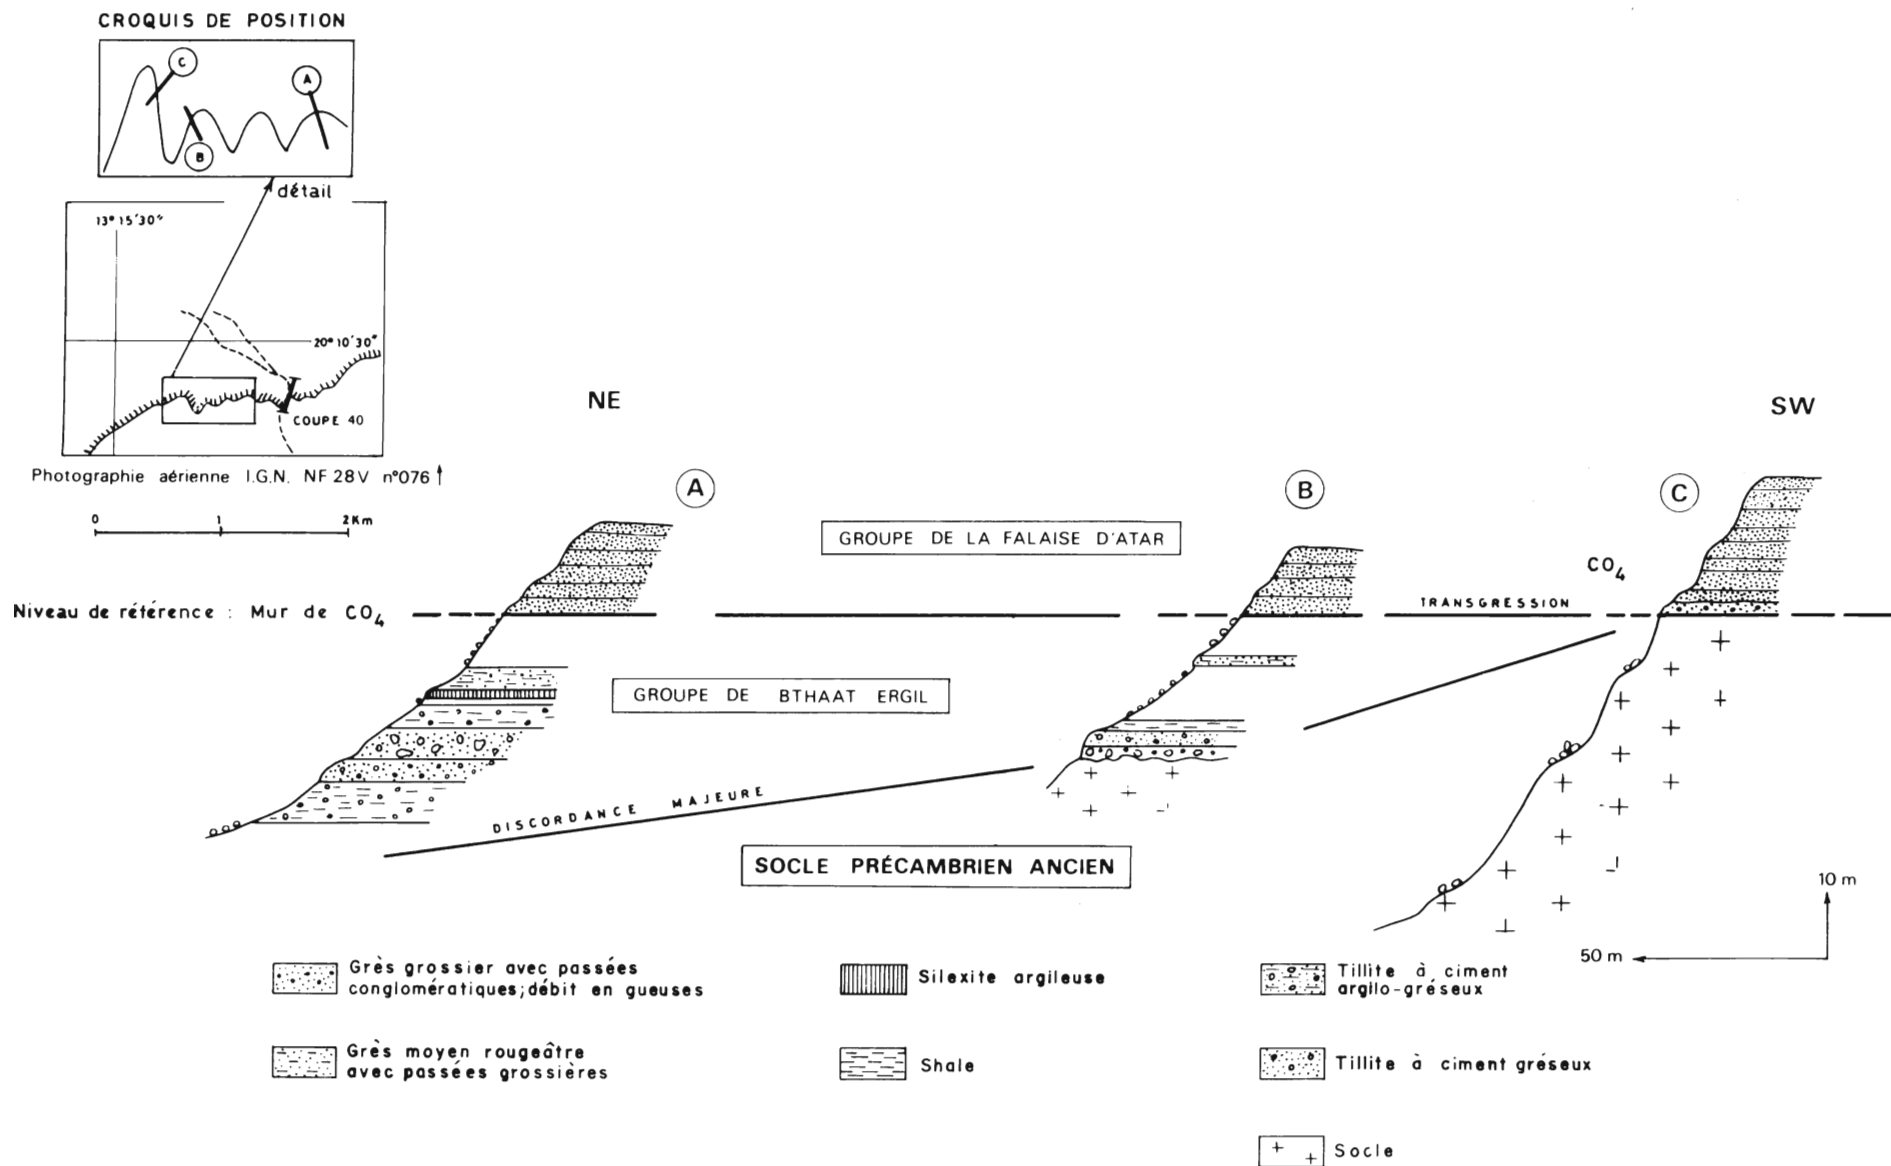 CROQUIS DE POSITION
C
A
B
détail
13° 15'30"
20° 10'30"
COUPE 40
Photographie aérienne I.G.N. NF 28V n°076
0 1 2Km
NE
SW
A
B
C
GROUPE DE LA FALAISE D'ATAR
CO4
Niveau de référence : Mur de CO4
TRANSGRESSION
GROUPE DE BTHAAT ERGIL
DISCORDANCE MAJEURE
SOCLE PRÉCAMBRIEN ANCIEN
10 m
50 m
Grès grossier avec passées
conglomératiques; débit en gueuses
Silexite argileuse
Tillite à ciment
argilo-gréseux
Grès moyen rougeâtre
avec passées grossières
Shale
Tillite à ciment gréseux
Socle